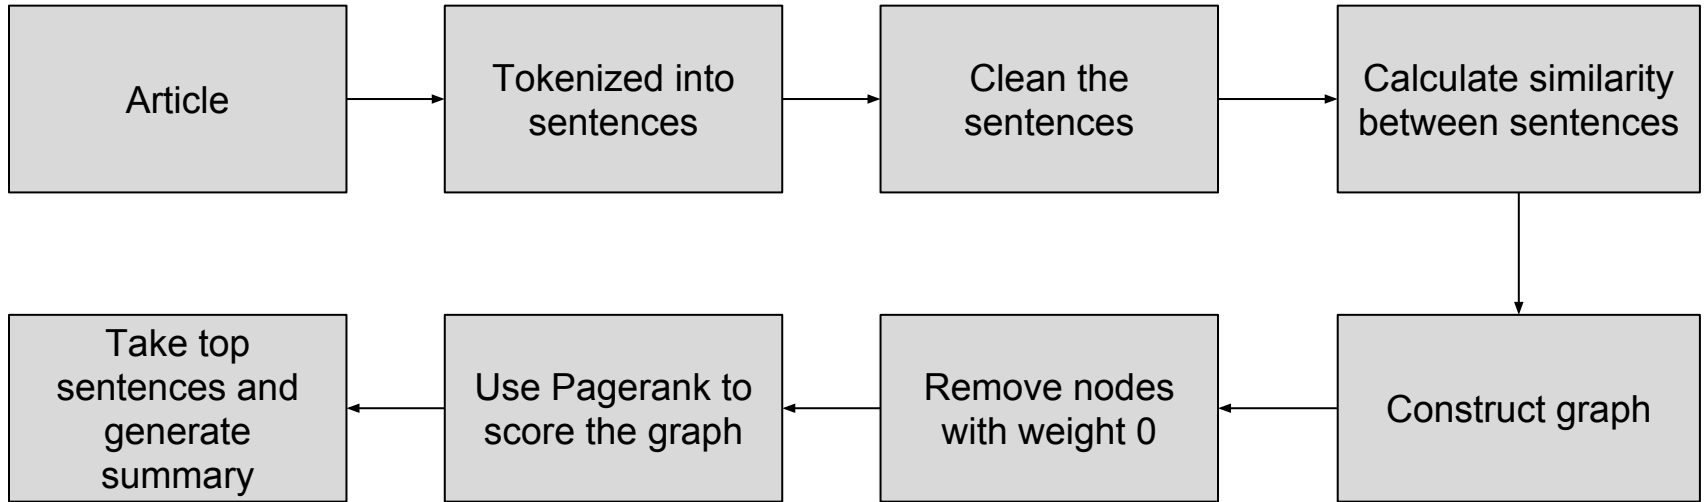 Article
Tokenized into
sentences
Clean the
sentences
Calculate similarity
between sentences
Take top
sentences and
generate
summary
Use Pagerank to
score the graph
Remove nodes
with weight 0
Construct graph